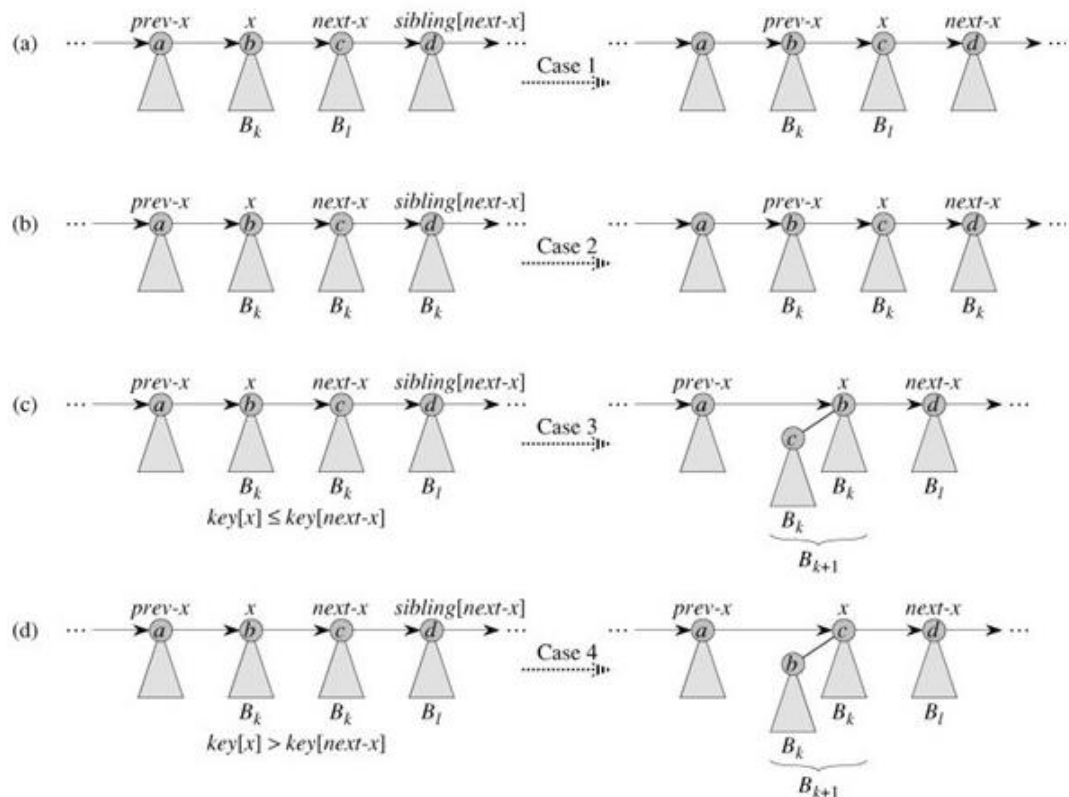 prev-x x next-x sibling[next-x] prev-x x next-x
(a) ··· a b c d ··· Case 1 ··· a b c d ···
B_k B_l B_k B_l
prev-x x next-x sibling[next-x] prev-x x next-x
(b) ··· a b c d ··· Case 2 ··· a b c d ···
B_k B_k B_k B_k B_k B_k
prev-x x next-x sibling[next-x] prev-x x next-x
(c) ··· a b c d ··· Case 3 ··· a b d ···
c
B_k B_k B_l B_k B_l
key[x] ≤ key[next-x] B_k
B_{k+1}
prev-x x next-x sibling[next-x] prev-x x next-x
(d) ··· a b c d ··· Case 4 ··· a c d ···
b
B_k B_k B_l B_k B_l
key[x] > key[next-x] B_k
B_{k+1}